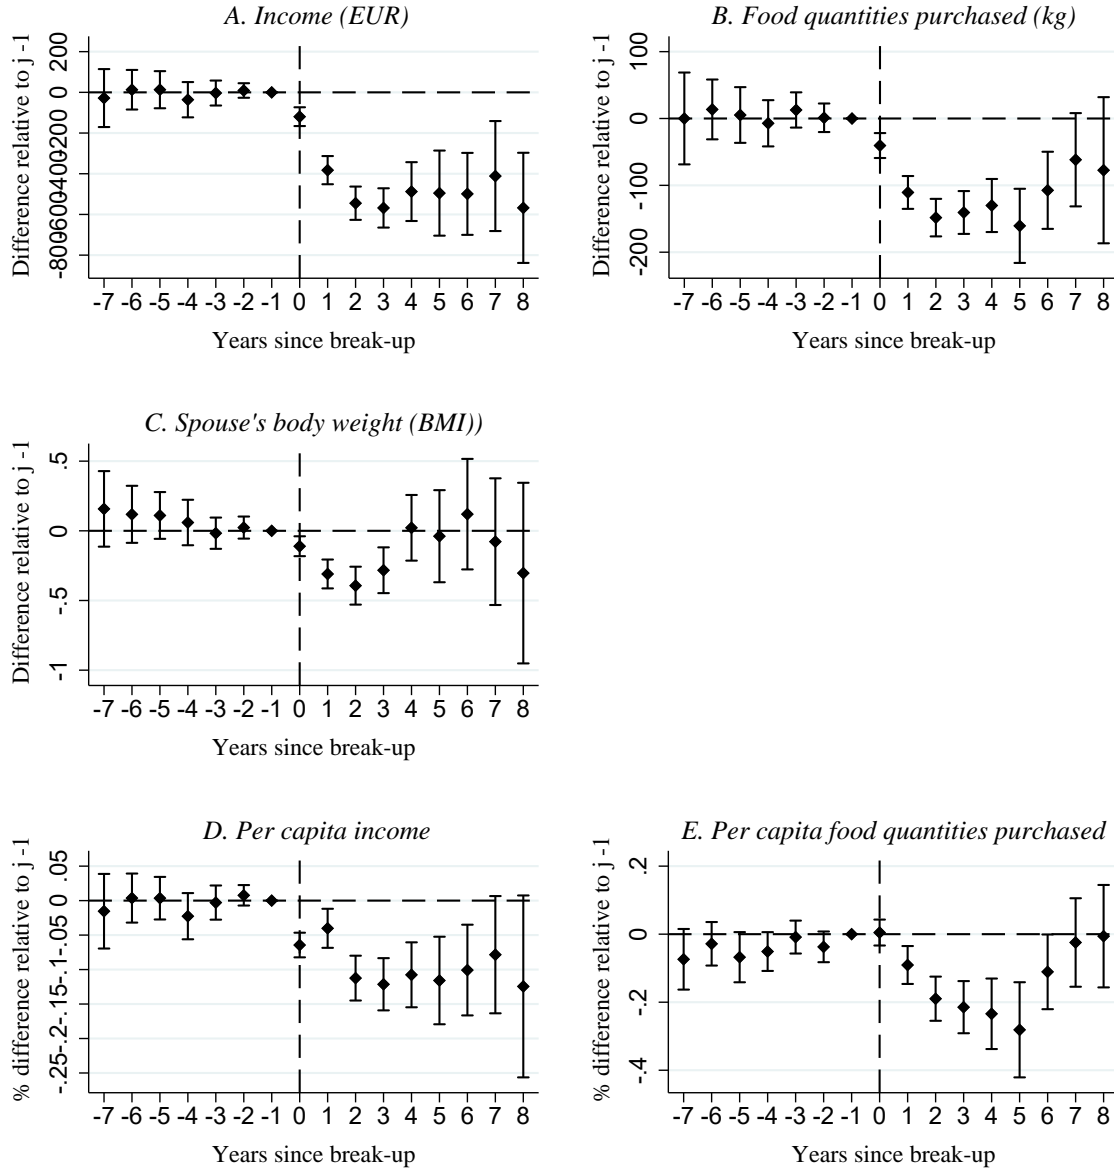 A. Income (EUR)
Difference relative to j -1
200
0
-800-600-400-200
-7 -6 -5 -4 -3 -2 -1 0 1 2 3 4 5 6 7 8
Years since break-up
B. Food quantities purchased (kg)
Difference relative to j -1
100
0
-100
-200
-7 -6 -5 -4 -3 -2 -1 0 1 2 3 4 5 6 7 8
Years since break-up
C. Spouse's body weight (BMI))
Difference relative to j -1
.5
0
-.5
-1
-7 -6 -5 -4 -3 -2 -1 0 1 2 3 4 5 6 7 8
Years since break-up
D. Per capita income
% difference relative to j -1
.05
0
-.25-.2-.15-.1-.05
-7 -6 -5 -4 -3 -2 -1 0 1 2 3 4 5 6 7 8
Years since break-up
E. Per capita food quantities purchased
% difference relative to j -1
.2
0
-.2
-.4
-7 -6 -5 -4 -3 -2 -1 0 1 2 3 4 5 6 7 8
Years since break-up